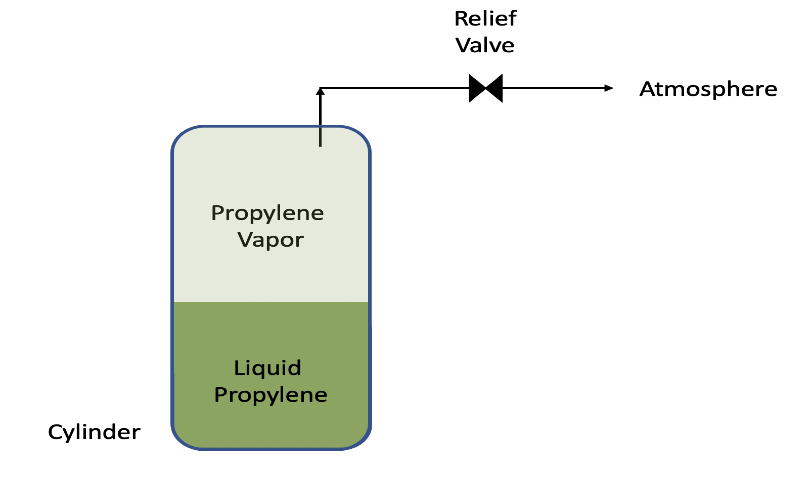 Relief
Valve
Atmosphere
Propylene
Vapor
Liquid
Propylene
Cylinder